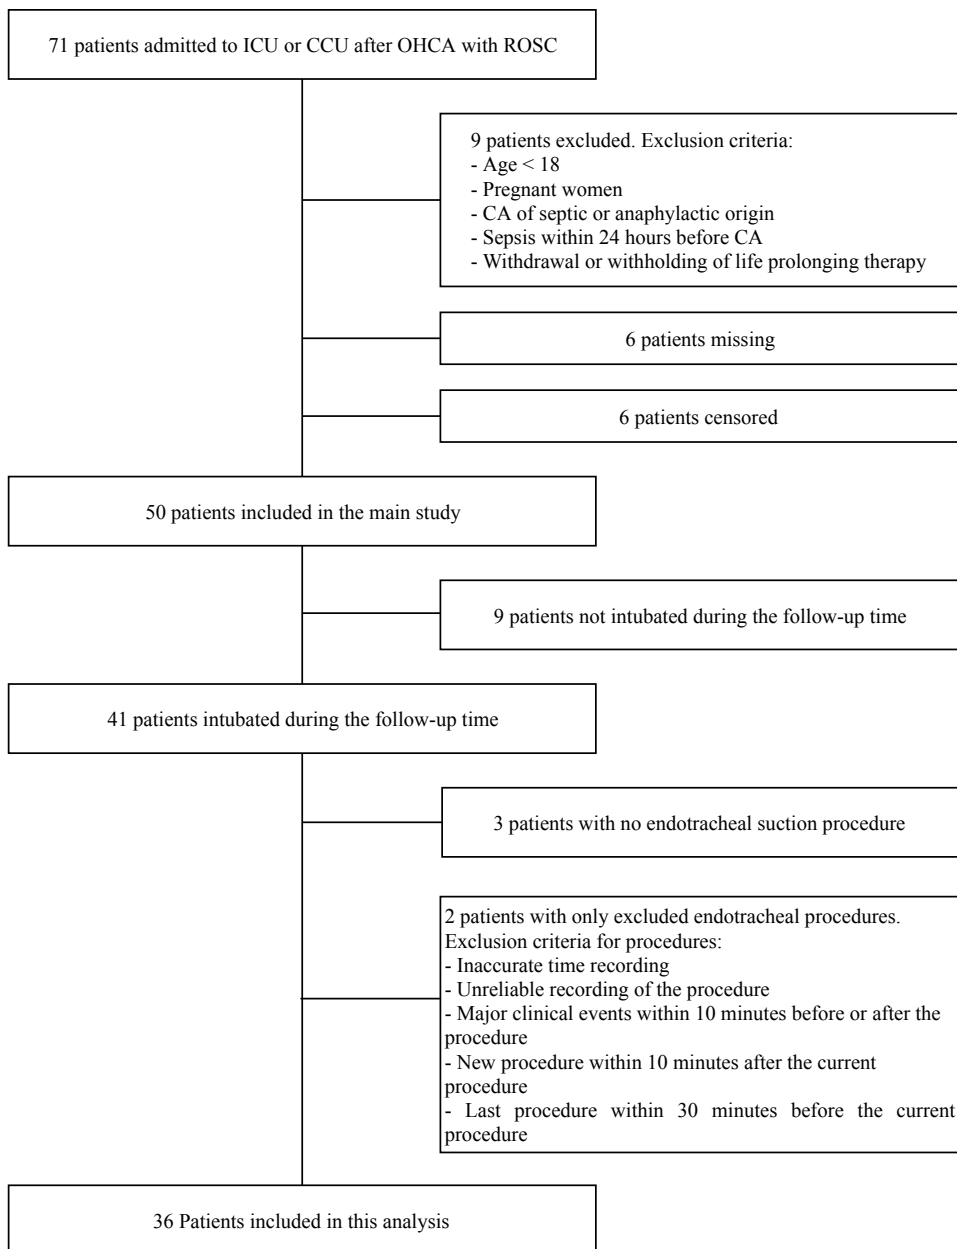 71 patients admitted to ICU or CCU after OHCA with ROSC
9 patients excluded. Exclusion criteria:
- Age < 18
- Pregnant women
- CA of septic or anaphylactic origin
- Sepsis within 24 hours before CA
- Withdrawal or withholding of life prolonging therapy
6 patients missing
6 patients censored
50 patients included in the main study
9 patients not intubated during the follow-up time
41 patients intubated during the follow-up time
3 patients with no endotracheal suction procedure
2 patients with only excluded endotracheal procedures.
Exclusion criteria for procedures:
- Inaccurate time recording
- Unreliable recording of the procedure
- Major clinical events within 10 minutes before or after the
procedure
- New procedure within 10 minutes after the current
procedure
- Last procedure within 30 minutes before the current
procedure
36 Patients included in this analysis